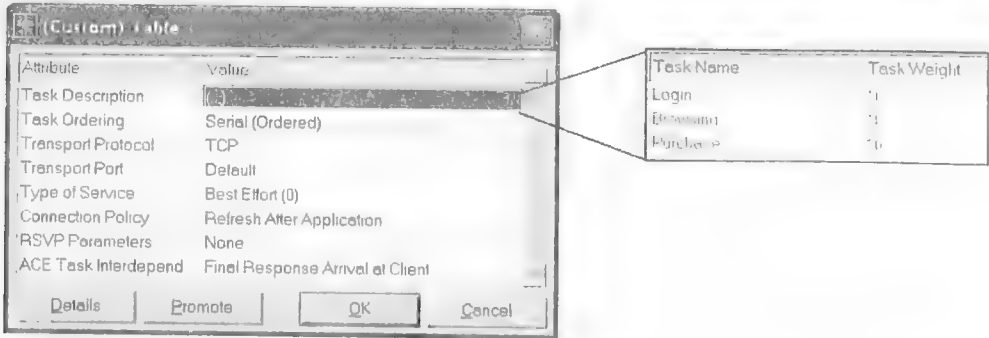 (Custom) Table
Attribute Value
Task Description (...)
Task Ordering Serial (Ordered)
Transport Protocol TCP
Transport Port Default
Type of Service Best Effort (0)
Connection Policy Refresh After Application
RSVP Parameters None
ACE Task Interdepend Final Response Arrival at Client
Details Promote OK Cancel
Task Name Task Weight
Login
Browsing
Purchase